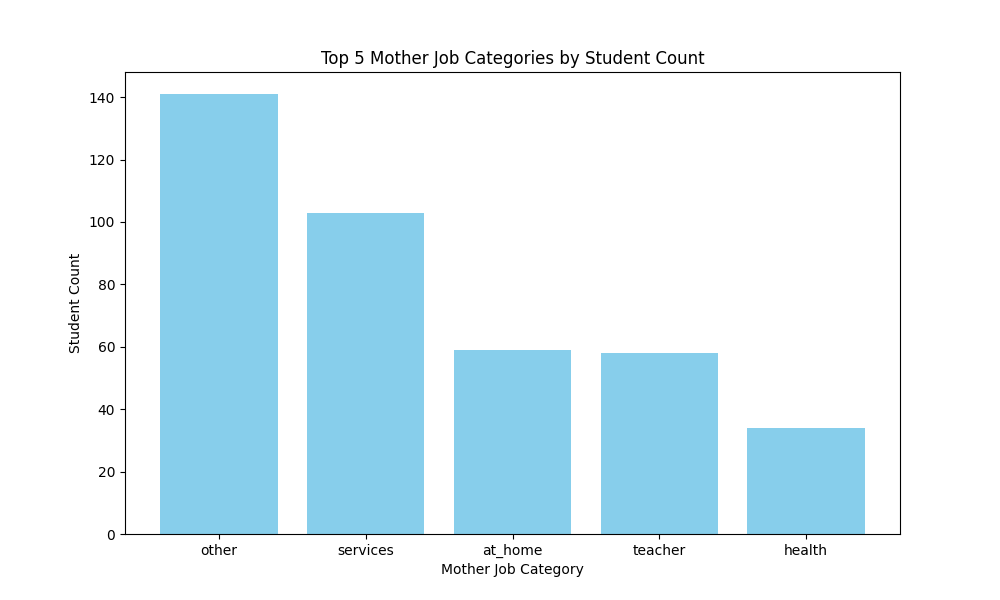 Top 5 Mother Job Categories by Student Count
140
120
100
80
60
40
20
0
Student Count
other services at_home teacher health
Mother Job Category